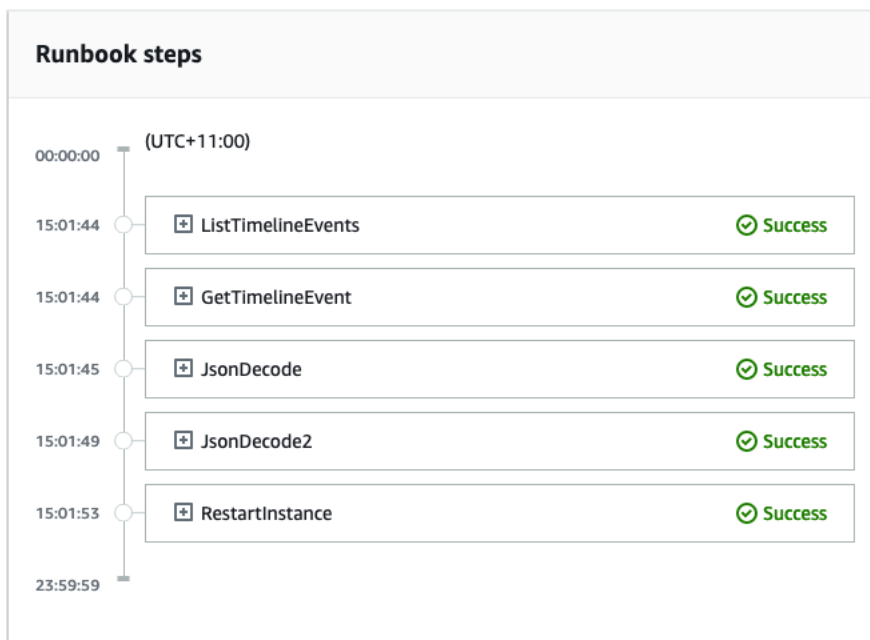 Runbook steps
(UTC+11:00)
00:00:00
15:01:44 ListTimelineEvents Success
15:01:44 GetTimelineEvent Success
15:01:45 JsonDecode Success
15:01:49 JsonDecode2 Success
15:01:53 RestartInstance Success
23:59:59